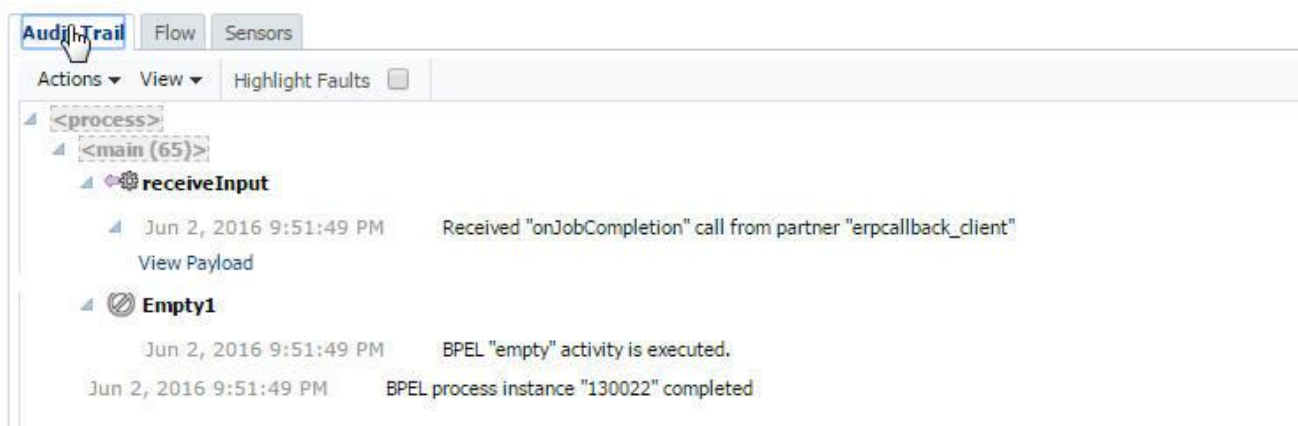 Audit Trail Flow Sensors
Actions View Highlight Faults
<process>
<main (65)>
receiveInput
Jun 2, 2016 9:51:49 PM Received "onJobCompletion" call from partner "erpcallback_client"
View Payload
Empty1
Jun 2, 2016 9:51:49 PM BPEL "empty" activity is executed.
Jun 2, 2016 9:51:49 PM BPEL process instance "130022" completed